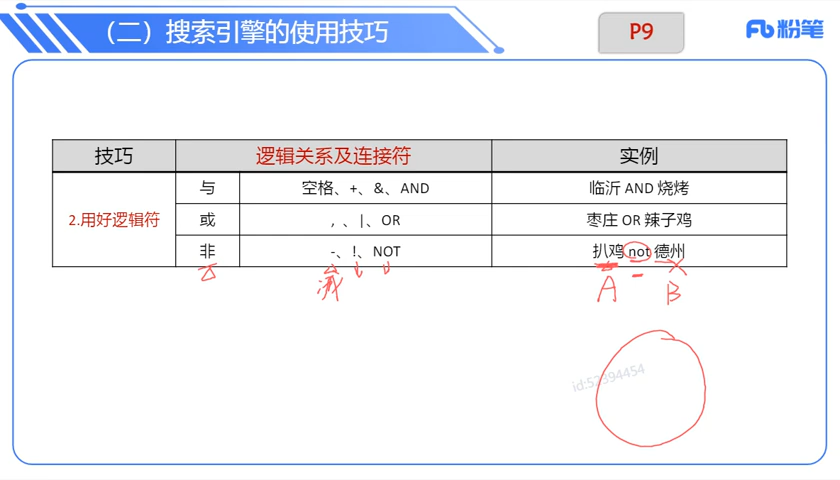 （二）搜索引擎的使用技巧
P9
粉笔
技巧 逻辑关系及连接符 实例
2.用好逻辑符
与 空格、+、&、AND 临沂 AND 烧烤
或 ，、|、OR 枣庄 OR 辣子鸡
非 -、!、NOT 扒鸡 not 德州
A - B
id:52394454